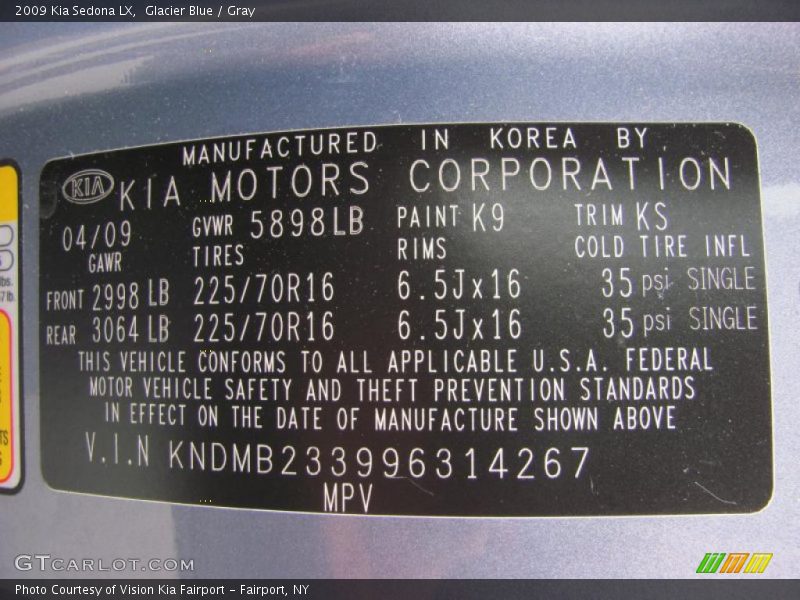 2009 Kia Sedona LX,  Glacier Blue / Gray
MANUFACTURED IN KOREA BY
KIA KIA MOTORS CORPORATION
04/09 GVWR 5898LB PAINT K9 TRIM KS
GAWR TIRES RIMS COLD TIRE INFL
FRONT 2998 LB 225/70R16 6.5Jx16 35 psi SINGLE
REAR 3064 LB 225/70R16 6.5Jx16 35 psi SINGLE
THIS VEHICLE CONFORMS TO ALL APPLICABLE U.S.A. FEDERAL
MOTOR VEHICLE SAFETY AND THEFT PREVENTION STANDARDS
IN EFFECT ON THE DATE OF MANUFACTURE SHOWN ABOVE
V.I.N KNDMB233996314267
MPV
GTCARLOT.COM
Photo Courtesy of Vision Kia Fairport – Fairport, NY